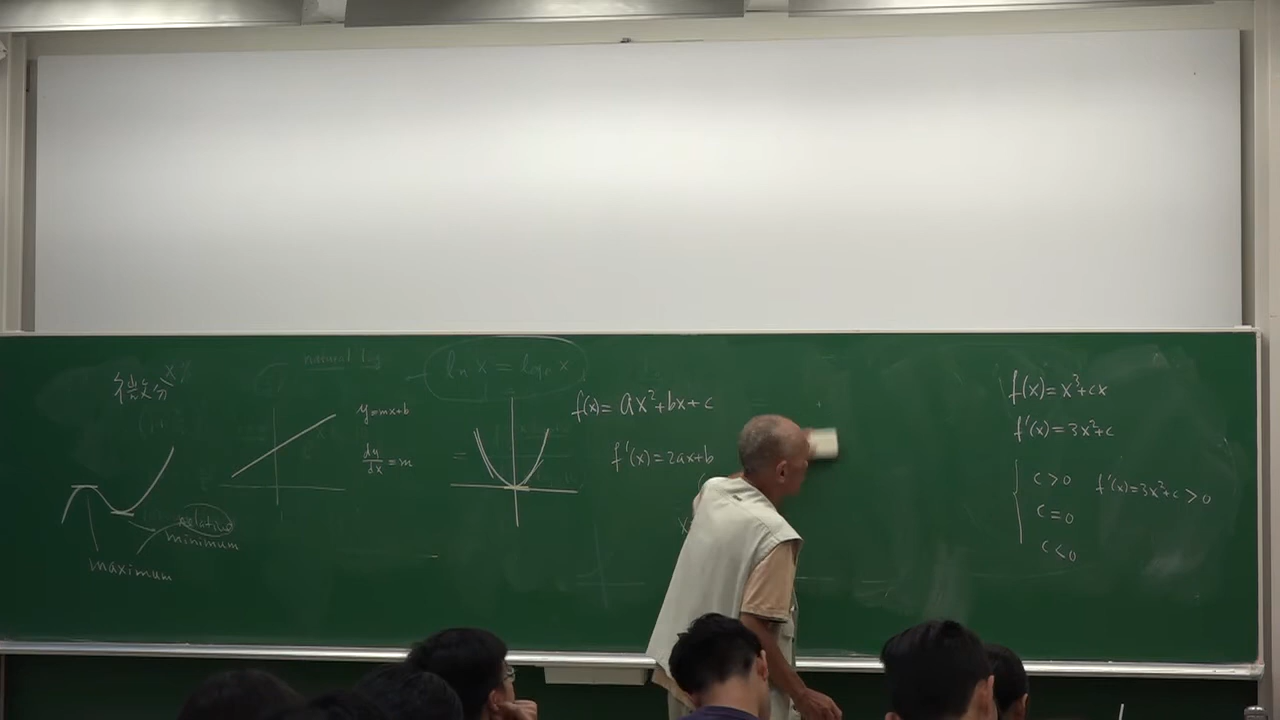 微分
natural log
ln x = log x
y=mx+b
dy/dx = m
relative
minimum
maximum
f(x)= ax²+bx+c
f'(x)=2ax+b
f(x)=x³+cx
f'(x)=3x²+c
c>0 f'(x)=3x²+c>0
c=0
c<0